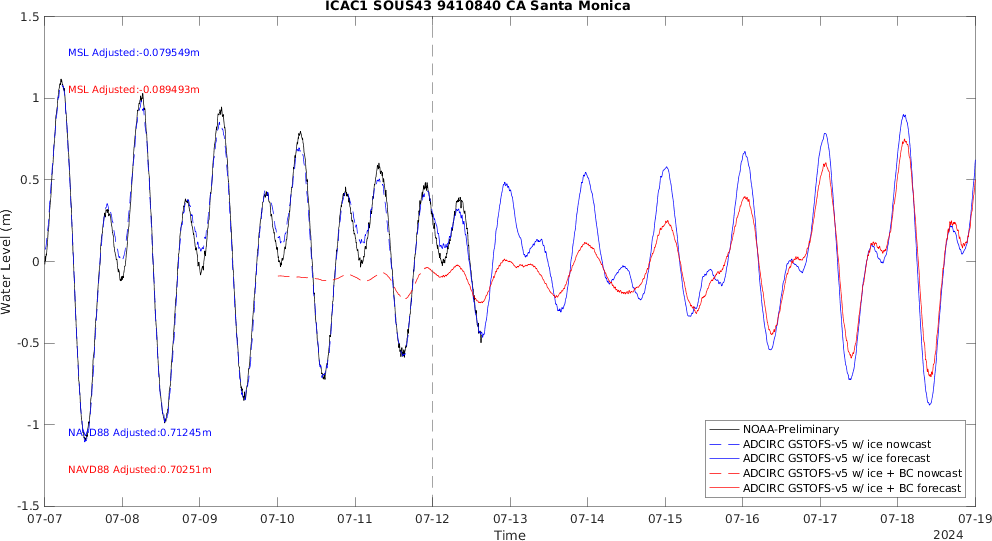 ICAC1 SOUS43 9410840 CA Santa Monica
1.5
MSL Adjusted:-0.079549m
MSL Adjusted:-0.089493m
1
0.5
0
-0.5
-1
-1.5
Water Level (m)
NAVD88 Adjusted:0.71245m
NAVD88 Adjusted:0.70251m
NOAA-Preliminary
ADCIRC GSTOFS-v5 w/ ice nowcast
ADCIRC GSTOFS-v5 w/ ice forecast
ADCIRC GSTOFS-v5 w/ ice + BC nowcast
ADCIRC GSTOFS-v5 w/ ice + BC forecast
07-07 07-08 07-09 07-10 07-11 07-12 07-13 07-14 07-15 07-16 07-17 07-18 07-19
Time
2024